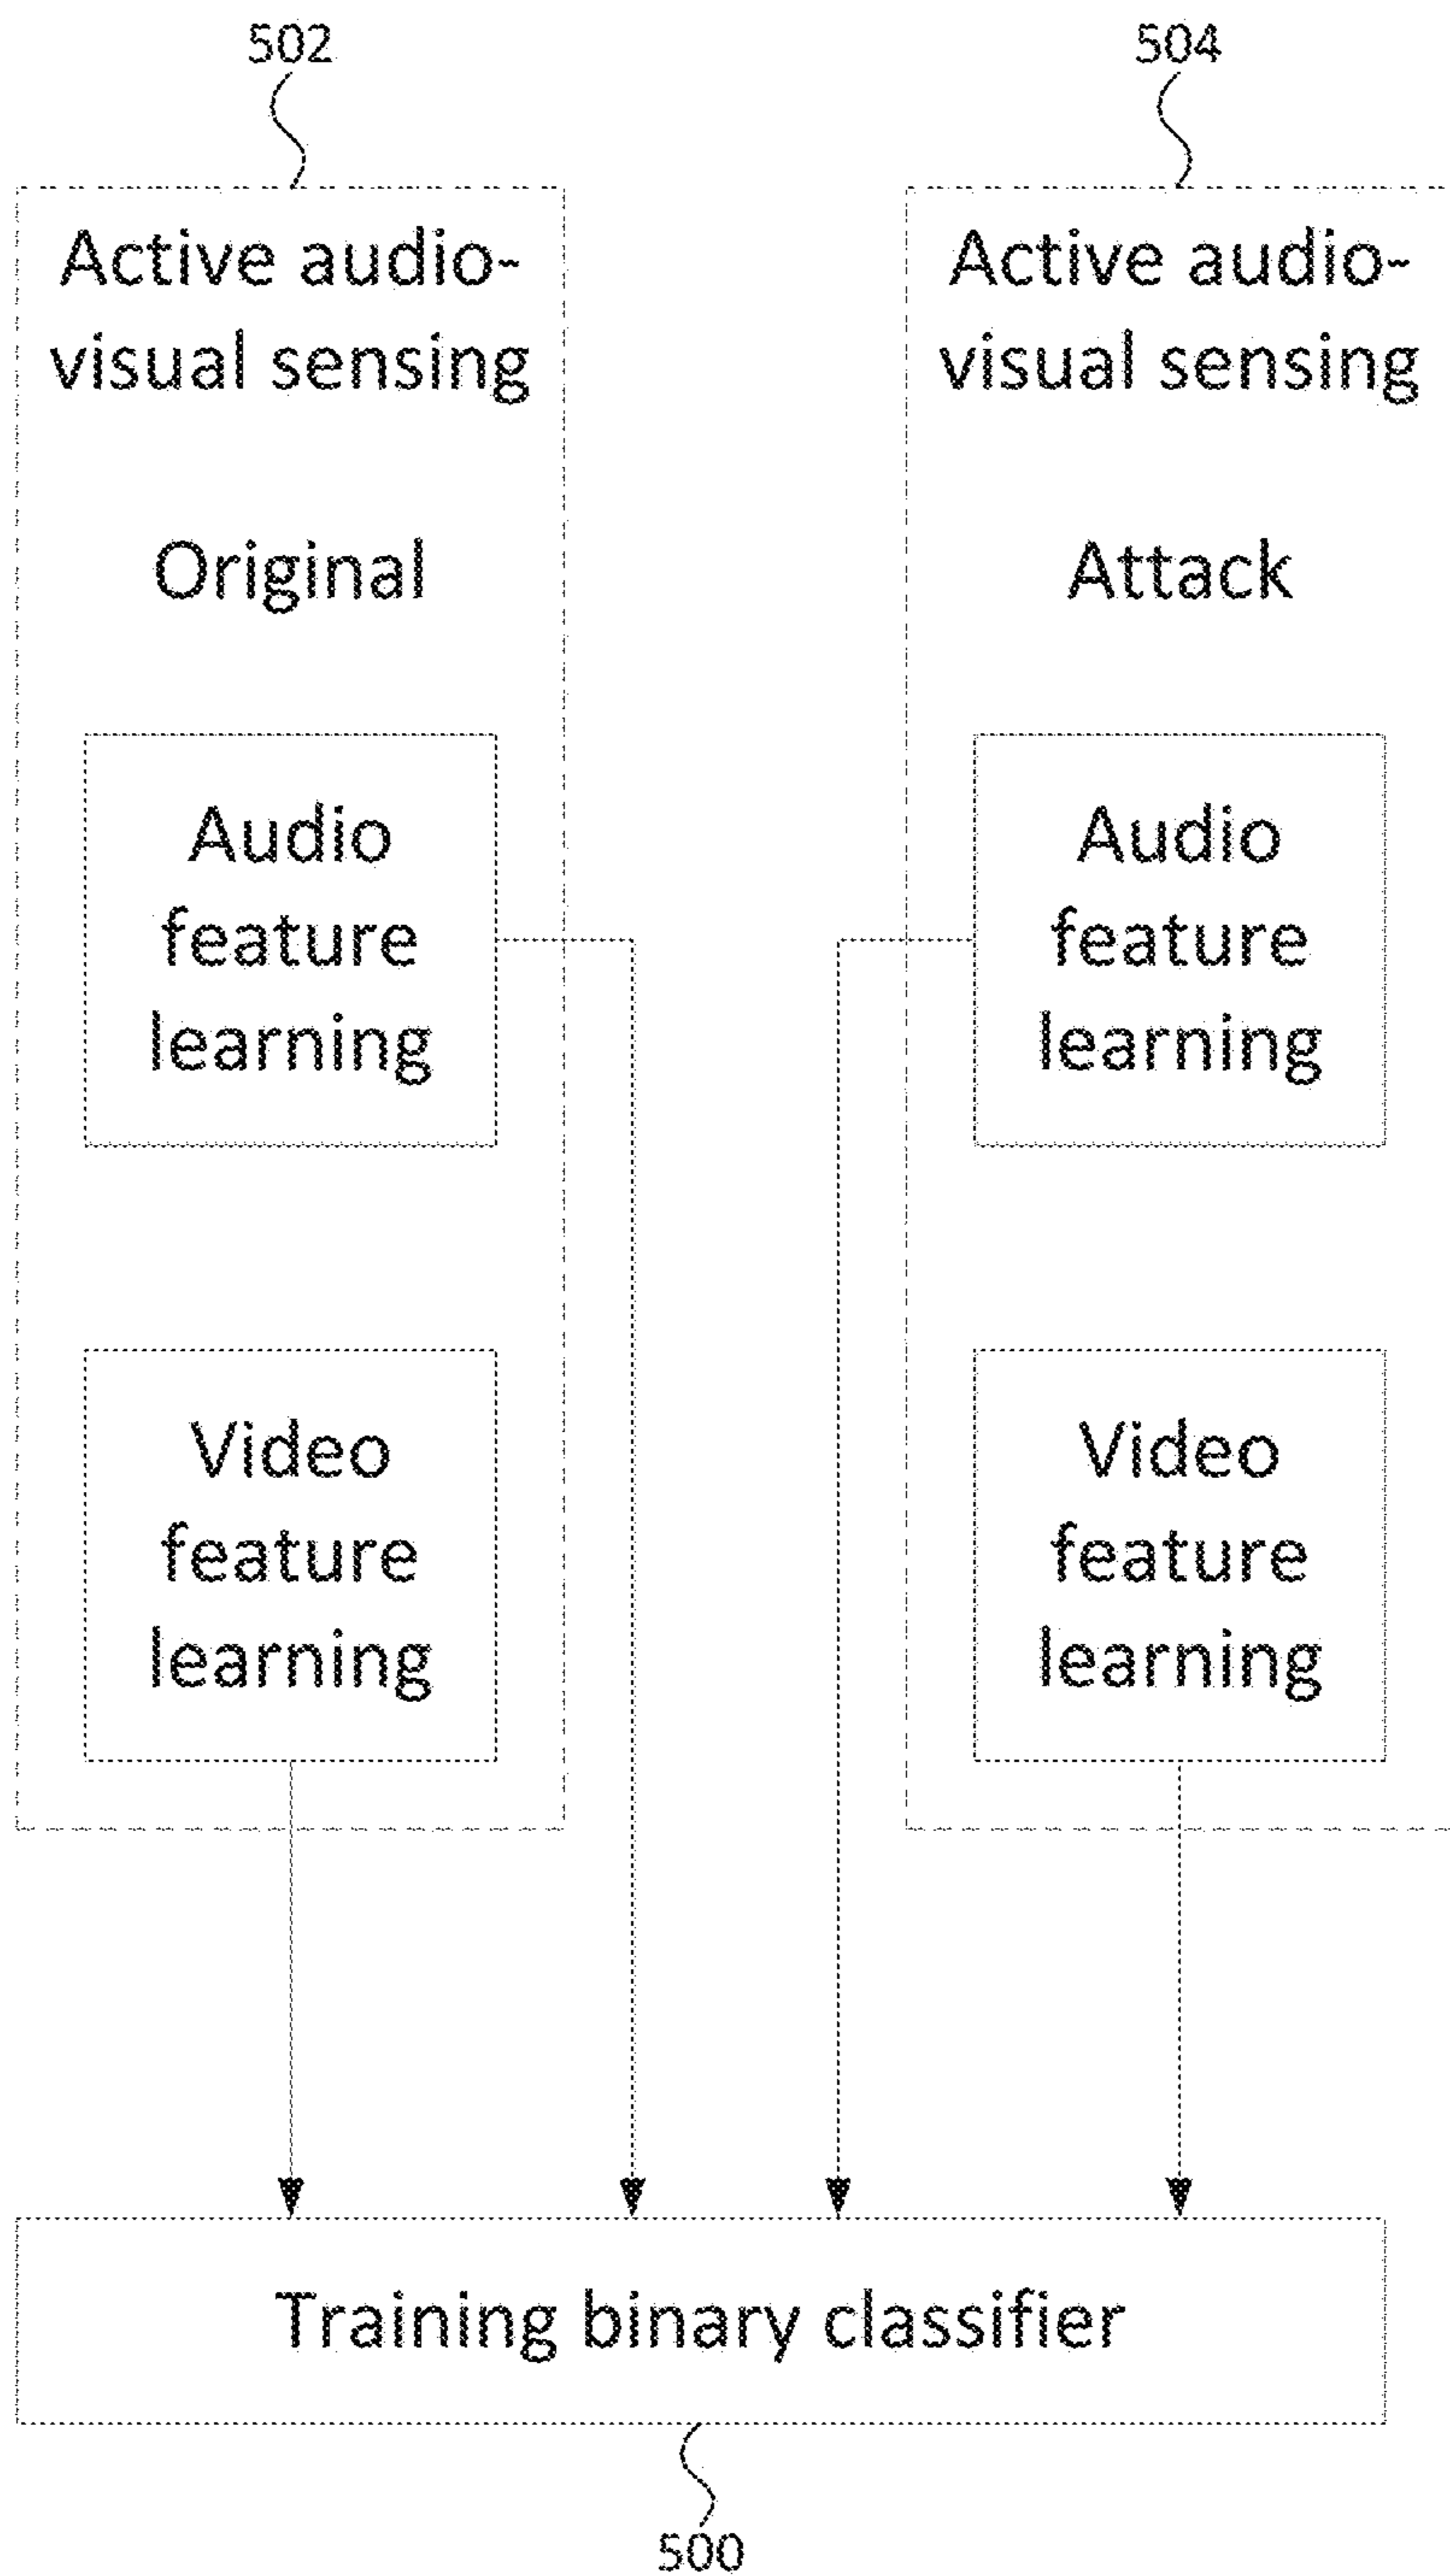 502
Active audio-
visual sensing
Original
Audio
feature
learning
Video
feature
learning
504
Active audio-
visual sensing
Attack
Audio
feature
learning
Video
feature
learning
Training binary classifier
500